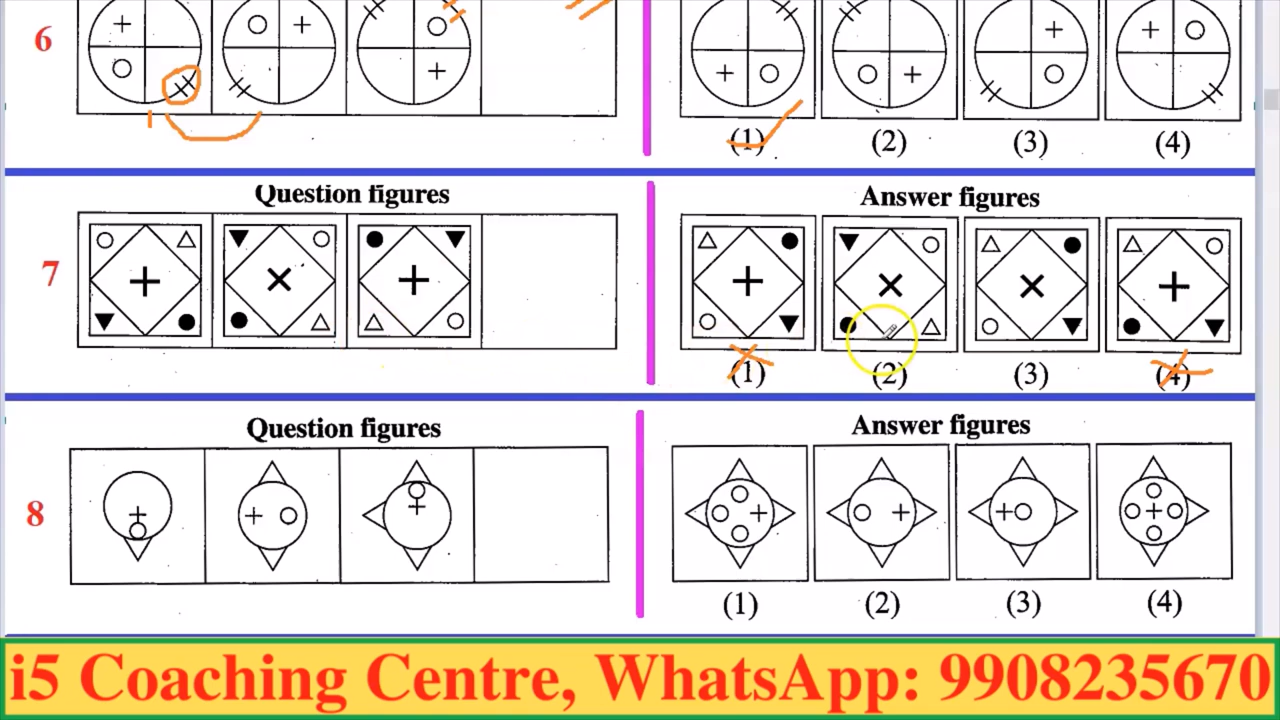 6
(1) (2) (3) (4)
Question figures Answer figures
7
(1) (2) (3) (4)
Question figures Answer figures
8
(1) (2) (3) (4)
i5 Coaching Centre, WhatsApp: 9908235670